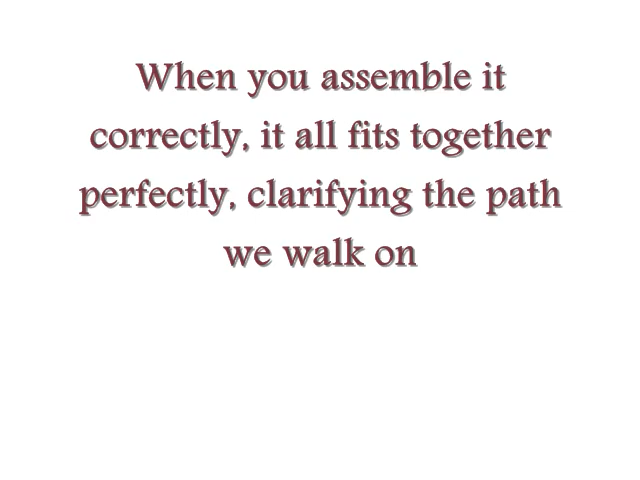 When you assemble it
correctly, it all fits together
perfectly, clarifying the path
we walk on